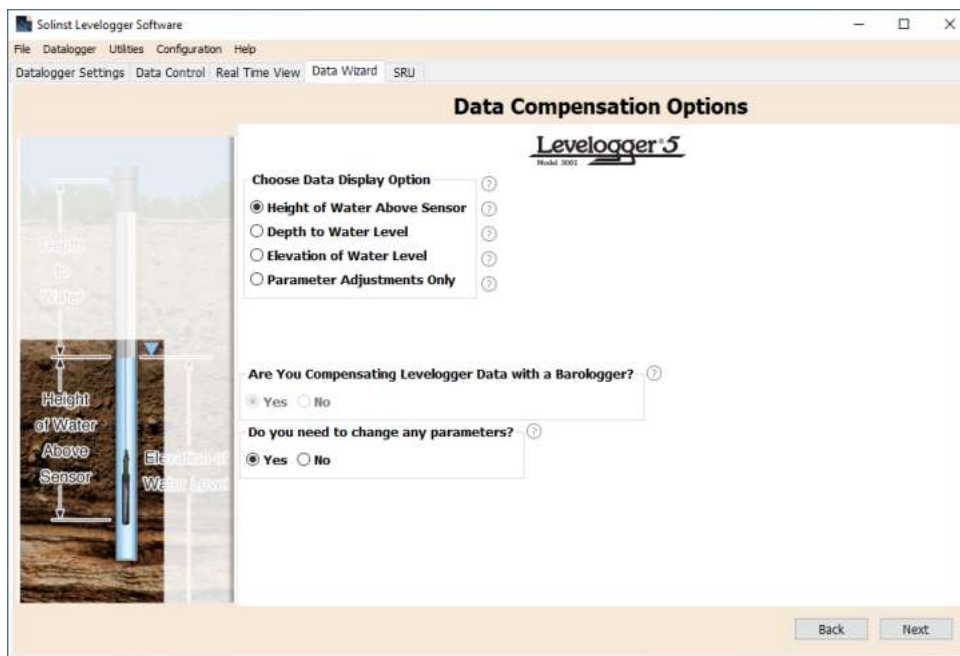 Solinst Levelogger Software
File Datalogger Utilities Configuration Help
Datalogger Settings Data Control Real Time View Data Wizard SRU
Data Compensation Options
Levelogger 5
Model 3001
Choose Data Display Option ?
Height of Water Above Sensor ?
Depth to Water Level ?
Elevation of Water Level ?
Parameter Adjustments Only ?
Are You Compensating Levelogger Data with a Barologger? ?
Yes No
Do you need to change any parameters? ?
Yes No
Depth
to
Water
Height
of Water
Above
Sensor
Elevation of
Water Level
Back Next